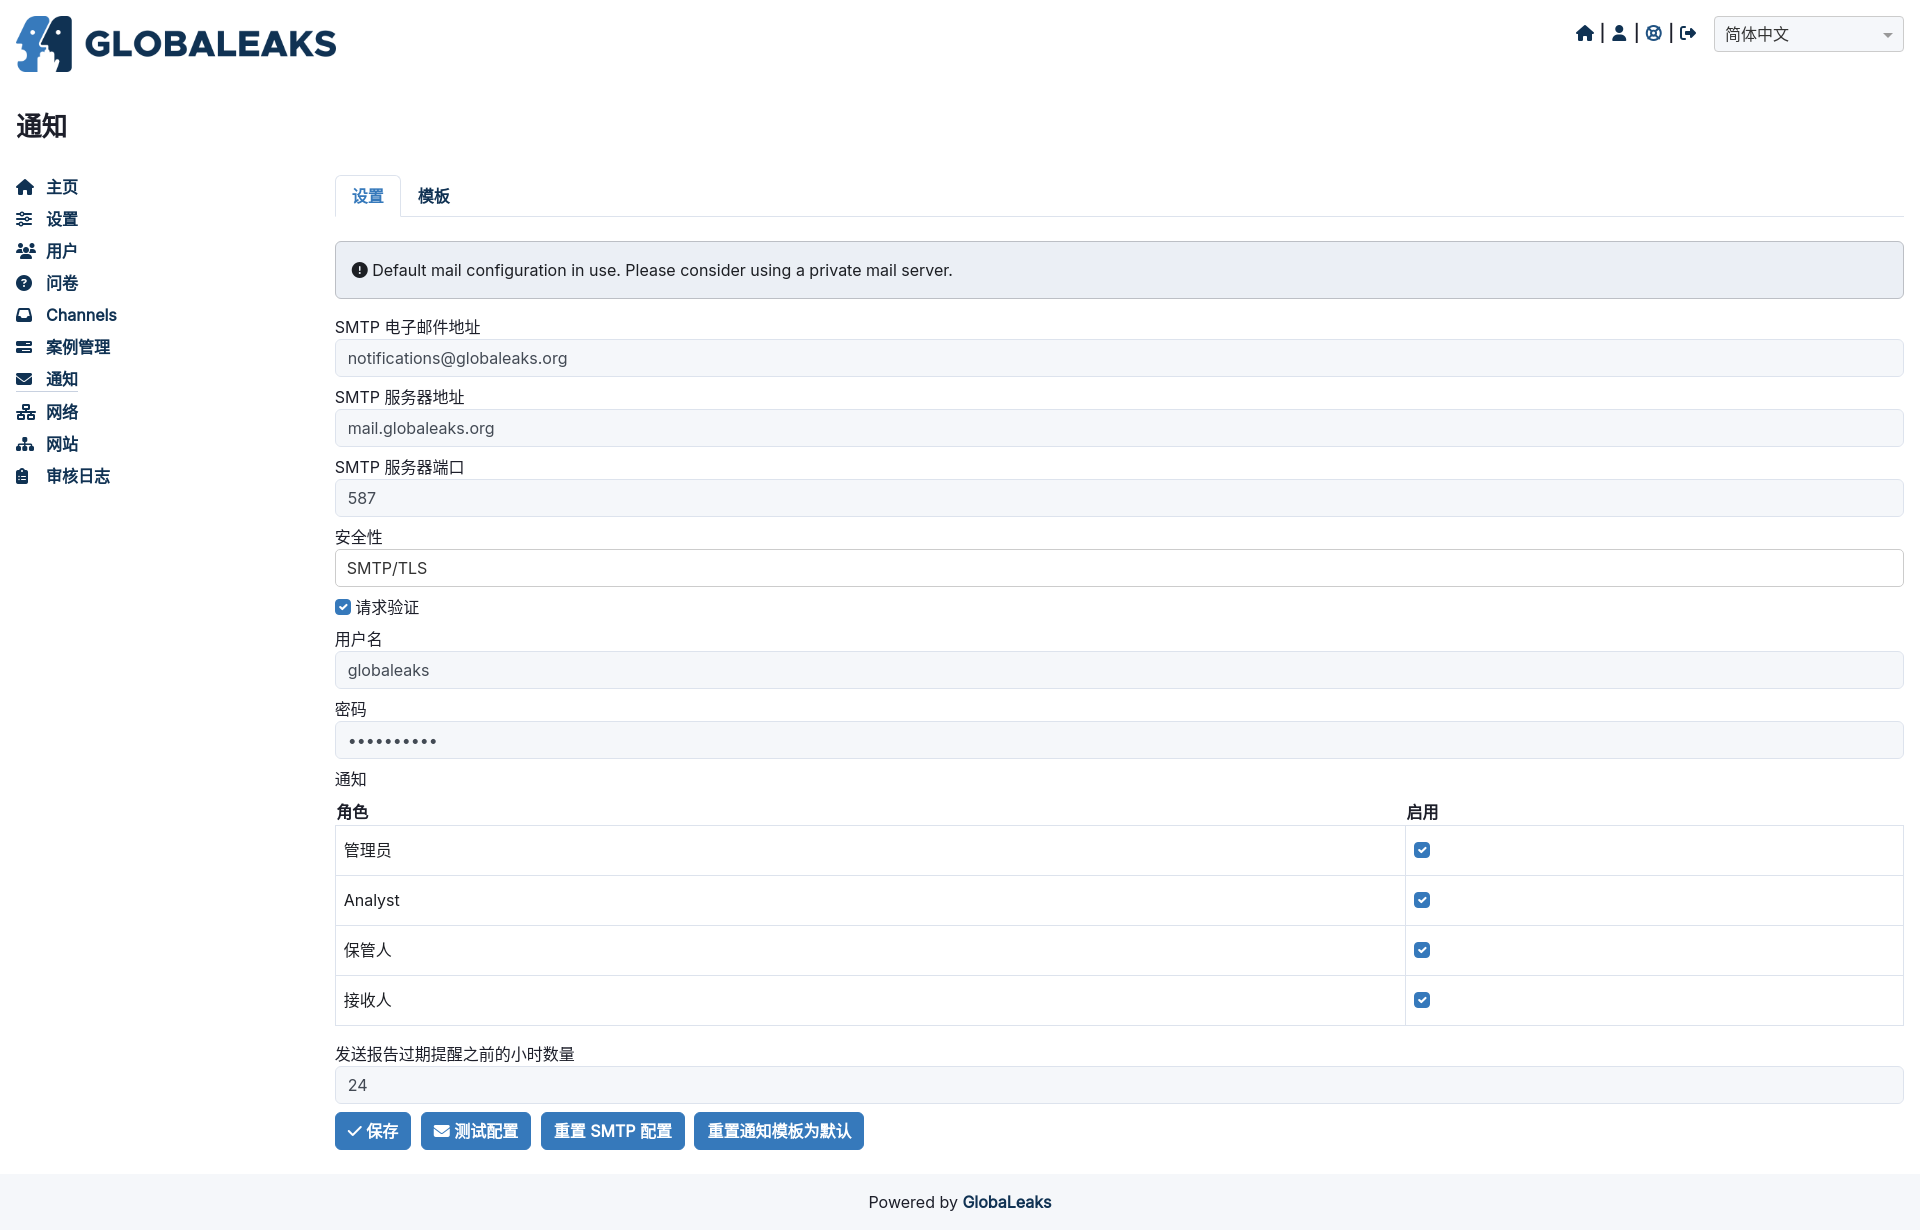 GLOBALEAKS
简体中文
通知
主页
设置
用户
问卷
Channels
案例管理
通知
网络
网站
审核日志
设置 模板
Default mail configuration in use. Please consider using a private mail server.
SMTP 电子邮件地址
notifications@globaleaks.org
SMTP 服务器地址
mail.globaleaks.org
SMTP 服务器端口
587
安全性
SMTP/TLS
请求验证
用户名
globaleaks
密码
••••••••••
通知
角色 启用
管理员
Analyst
保管人
接收人
发送报告过期提醒之前的小时数量
24
保存 测试配置 重置 SMTP 配置 重置通知模板为默认
Powered by GlobaLeaks